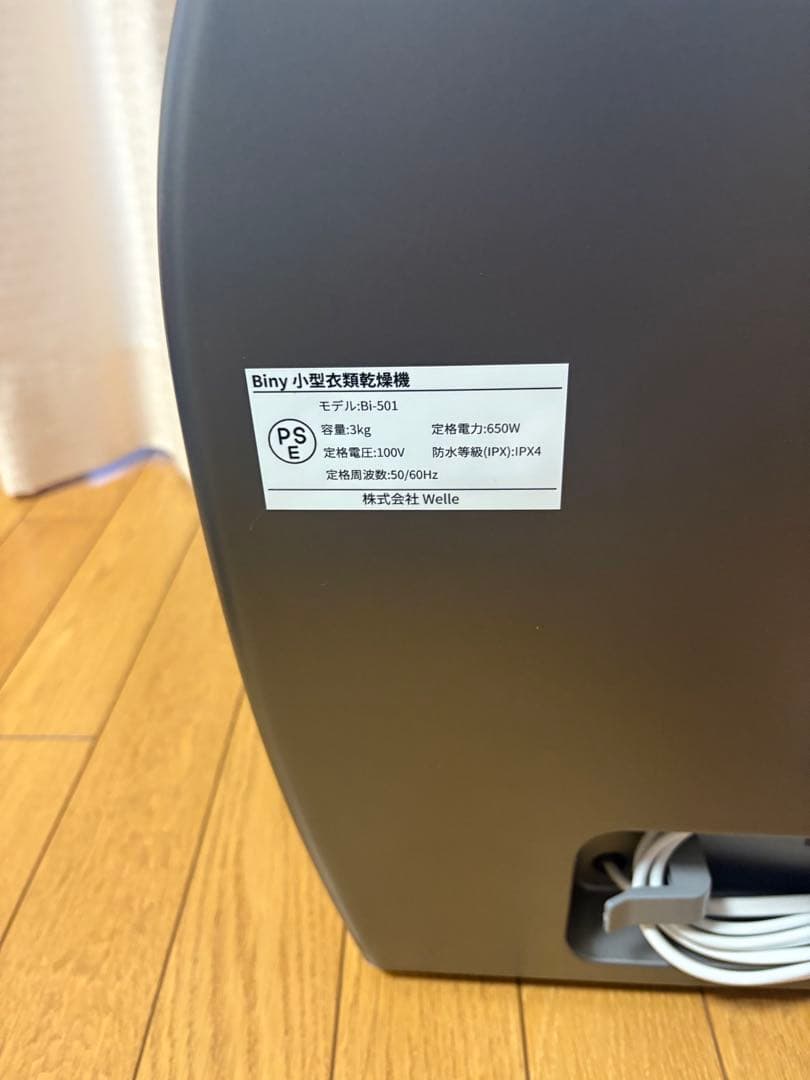 Biny 小型衣類乾燥機
モデル:Bi-501
PS
E
容量:3kg 定格電力:650W
定格電圧:100V 防水等級(IPX):IPX4
定格周波数:50/60Hz
株式会社 Welle